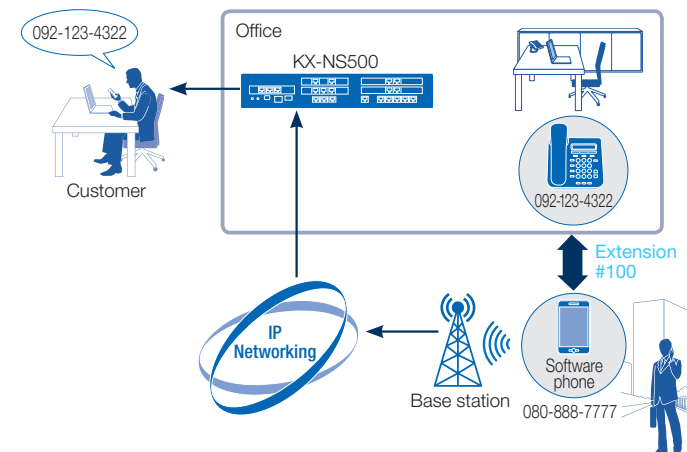 092-123-4322
Customer
Office
KX-NS500
092-123-4322
Extension
#100
IP
Networking
Base station
Software
phone
080-888-7777